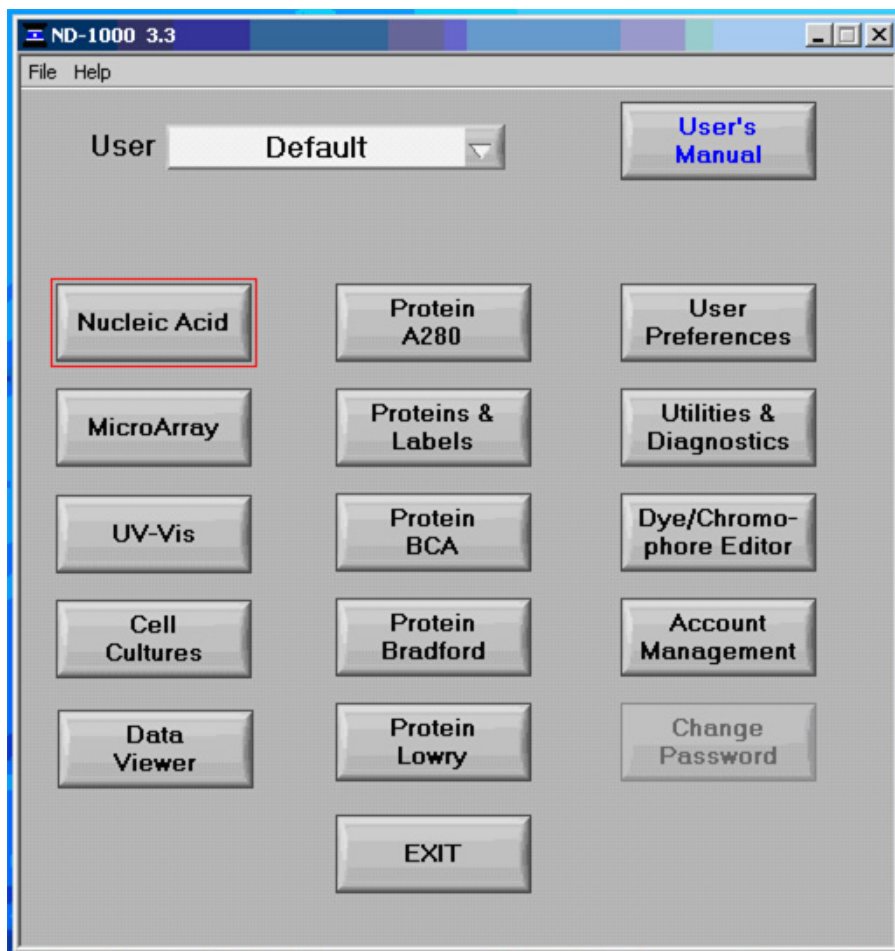 ND-1000 3.3
File Help
User Default
User's
Manual
Nucleic Acid
Protein
A280
User
Preferences
MicroArray
Proteins &
Labels
Utilities &
Diagnostics
UV-Vis
Protein
BCA
Dye/Chromo-
phore Editor
Cell
Cultures
Protein
Bradford
Account
Management
Data
Viewer
Protein
Lowry
Change
Password
EXIT